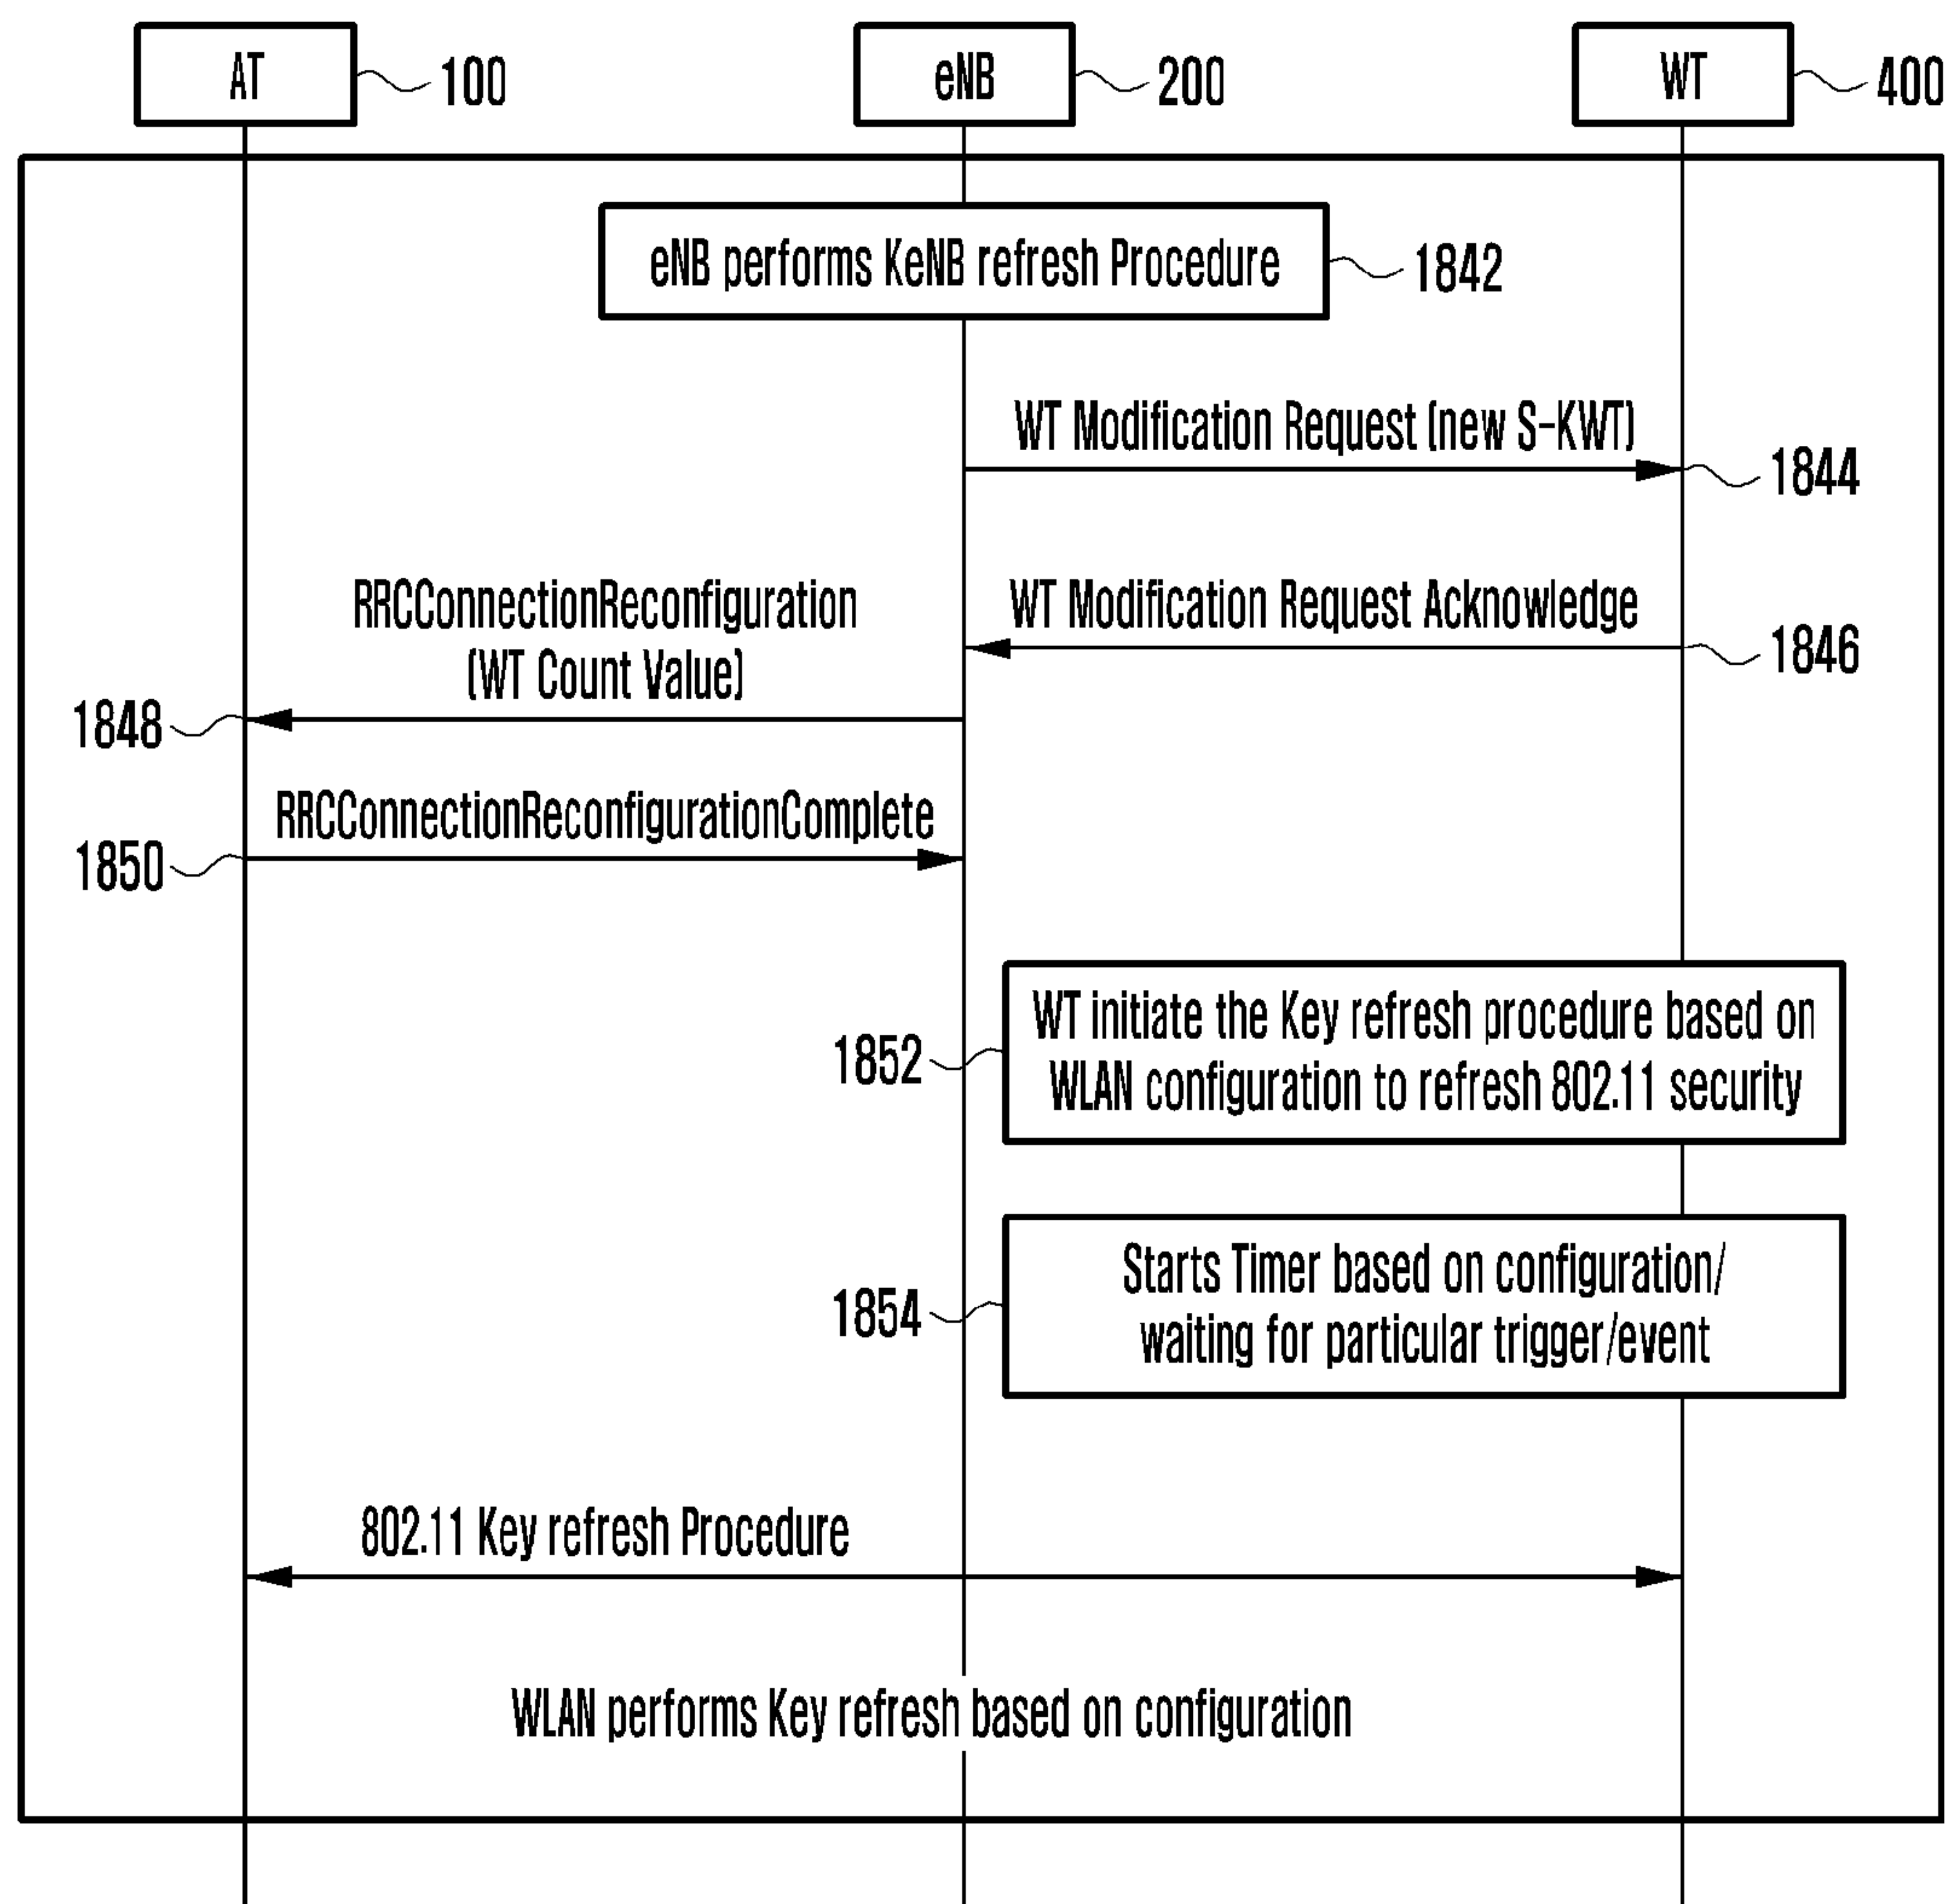 AT
100
eNB
200
WT
400
eNB performs KeNB refresh Procedure
1842
WT Modification Request (new S-KWT)
1844
RRCConnectionReconfiguration
(WT Count Value)
1848
WT Modification Request Acknowledge
1846
RRCConnectionReconfigurationComplete
1850
WT initiate the Key refresh procedure based on
WLAN configuration to refresh 802.11 security
1852
Starts Timer based on configuration/
waiting for particular trigger/event
1854
802.11 Key refresh Procedure
WLAN performs Key refresh based on configuration